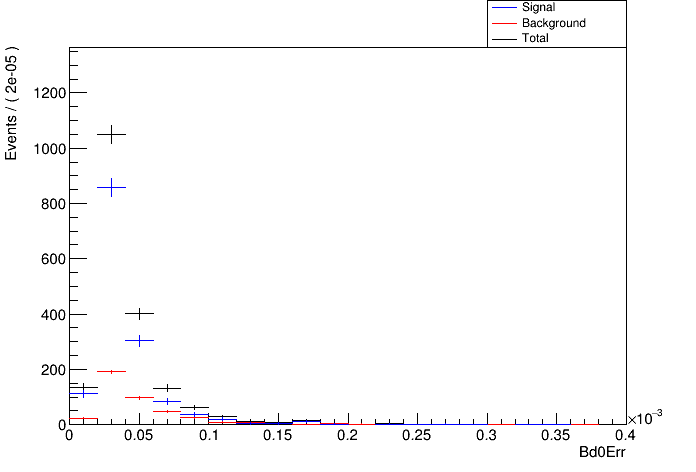 Signal
Background
Total
Events / ( 2e-05 )
1200
1000
800
600
400
200
0
0 0.05 0.1 0.15 0.2 0.25 0.3 0.35 0.4
×10⁻³
Bd0Err